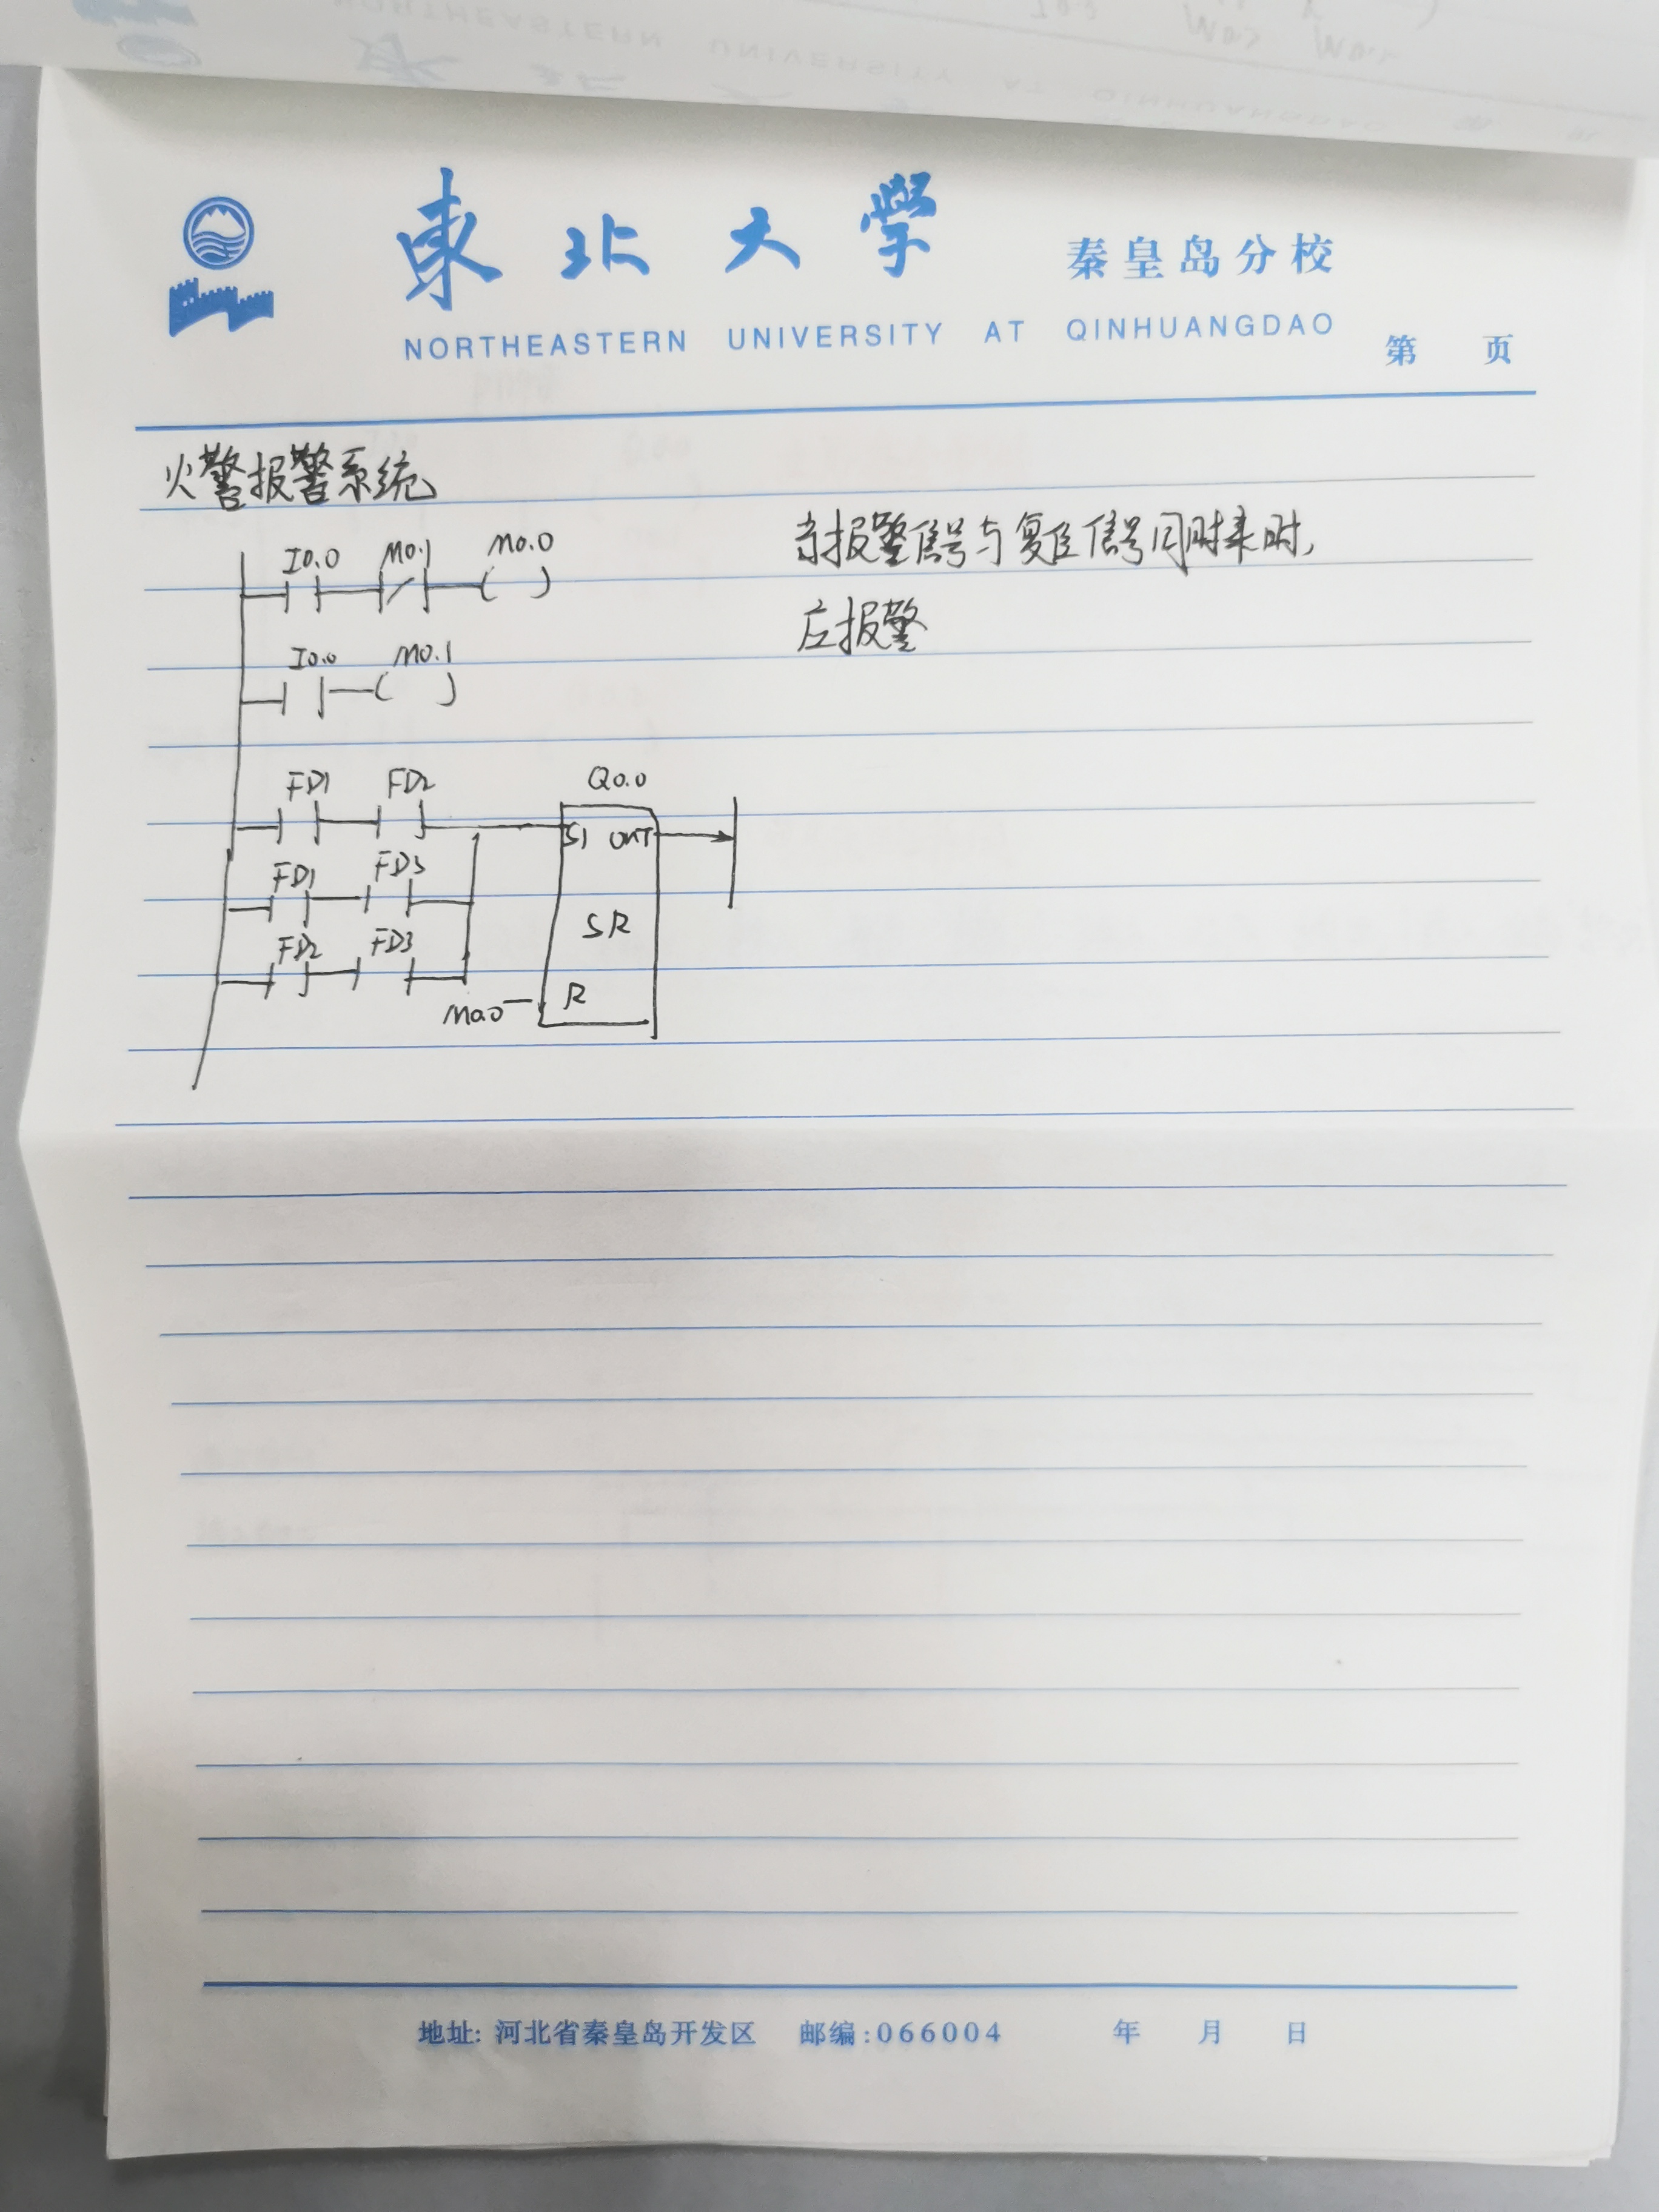 東北大學 秦皇岛分校
NORTHEASTERN UNIVERSITY AT QINHUANGDAO
第 页
火警报警系统
当报警信号与复位信号同时来时,
应报警
I0.0 M0.1 M0.0
I0.0 M0.1
FD1 FD2 Q0.0
S1 OUT
FD1 FD3
SR
FD2 FD3
M0.0 R
地址: 河北省秦皇岛开发区 邮编:066004 年 月 日